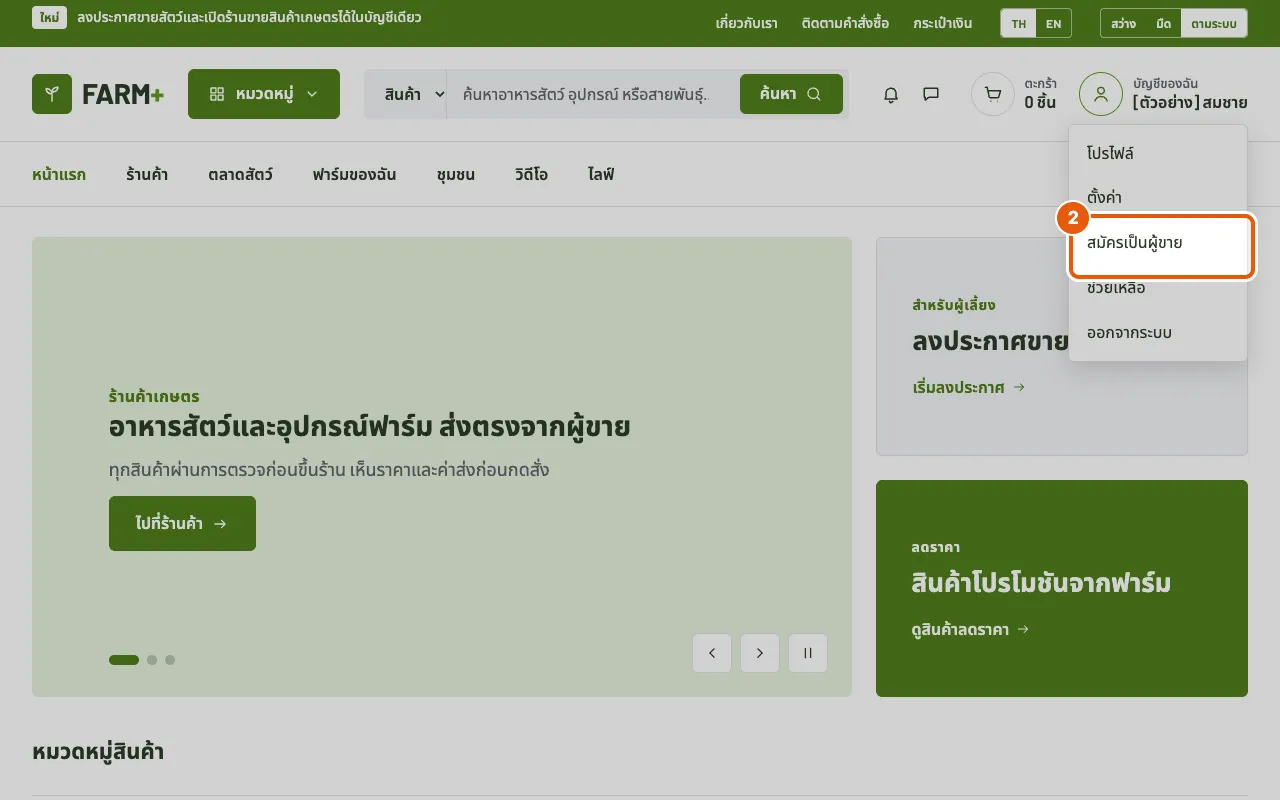 ใหม่ ลงประกาศขายสัตว์และเปิดร้านขายสินค้าเกษตรได้ในบัญชีเดียว
เกี่ยวกับเรา ติดตามคำสั่งซื้อ กระเป๋าเงิน TH EN สว่าง มืด ตามระบบ
FARM+ หมวดหมู่ สินค้า ค้นหาอาหารสัตว์ อุปกรณ์ หรือสายพันธุ์.. ค้นหา
ตะกร้า
0 ชิ้น
บัญชีของฉัน
[ตัวอย่าง] สมชาย
หน้าแรก ร้านค้า ตลาดสัตว์ ฟาร์มของฉัน ชุมชน วิดีโอ ไลฟ์
โปรไฟล์
ตั้งค่า
2
สมัครเป็นผู้ขาย
ช่วยเหลือ
ออกจากระบบ
ร้านค้าเกษตร
อาหารสัตว์และอุปกรณ์ฟาร์ม ส่งตรงจากผู้ขาย
ทุกสินค้าผ่านการตรวจก่อนขึ้นร้าน เห็นราคาและค่าส่งก่อนกดสั่ง
ไปที่ร้านค้า →
สำหรับผู้เลี้ยง
ลงประกาศขาย
เริ่มลงประกาศ →
ลดราคา
สินค้าโปรโมชันจากฟาร์ม
ดูสินค้าลดราคา →
หมวดหมู่สินค้า